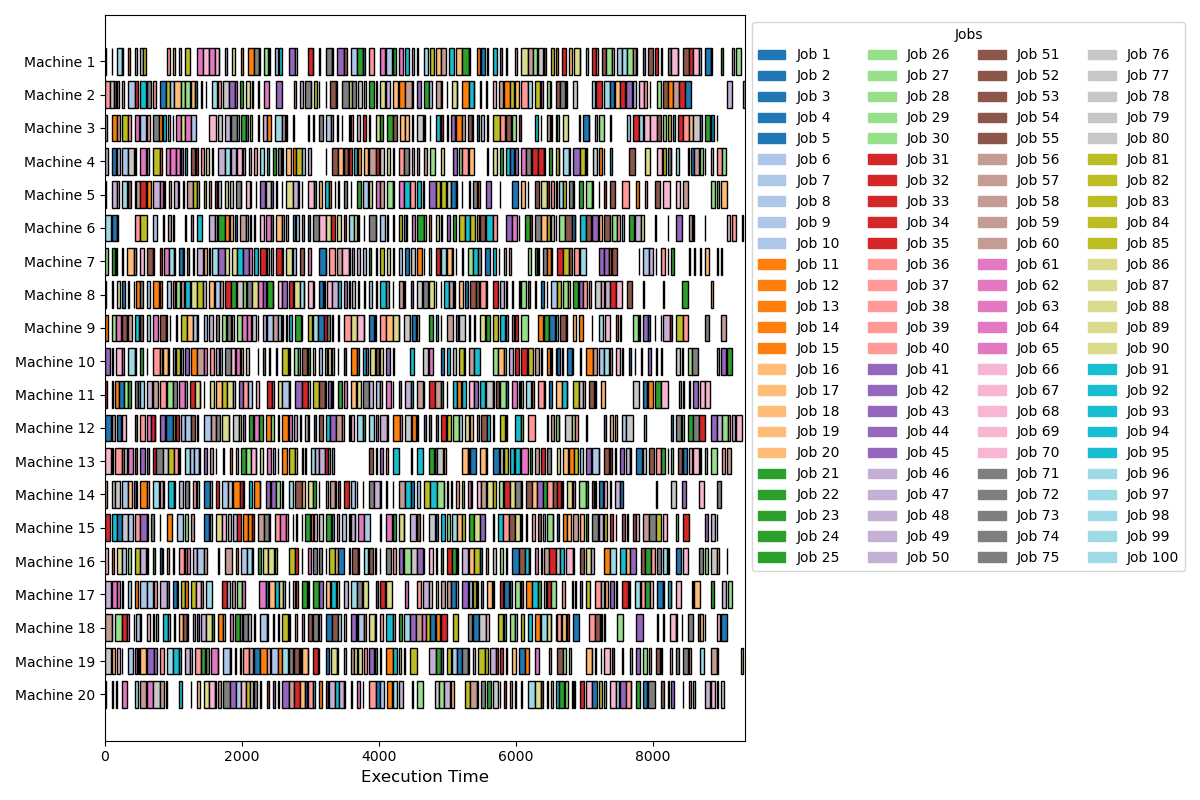 Machine 1
Machine 2
Machine 3
Machine 4
Machine 5
Machine 6
Machine 7
Machine 8
Machine 9
Machine 10
Machine 11
Machine 12
Machine 13
Machine 14
Machine 15
Machine 16
Machine 17
Machine 18
Machine 19
Machine 20
0 2000 4000 6000 8000
Execution Time
Jobs
Job 1 Job 26 Job 51 Job 76
Job 2 Job 27 Job 52 Job 77
Job 3 Job 28 Job 53 Job 78
Job 4 Job 29 Job 54 Job 79
Job 5 Job 30 Job 55 Job 80
Job 6 Job 31 Job 56 Job 81
Job 7 Job 32 Job 57 Job 82
Job 8 Job 33 Job 58 Job 83
Job 9 Job 34 Job 59 Job 84
Job 10 Job 35 Job 60 Job 85
Job 11 Job 36 Job 61 Job 86
Job 12 Job 37 Job 62 Job 87
Job 13 Job 38 Job 63 Job 88
Job 14 Job 39 Job 64 Job 89
Job 15 Job 40 Job 65 Job 90
Job 16 Job 41 Job 66 Job 91
Job 17 Job 42 Job 67 Job 92
Job 18 Job 43 Job 68 Job 93
Job 19 Job 44 Job 69 Job 94
Job 20 Job 45 Job 70 Job 95
Job 21 Job 46 Job 71 Job 96
Job 22 Job 47 Job 72 Job 97
Job 23 Job 48 Job 73 Job 98
Job 24 Job 49 Job 74 Job 99
Job 25 Job 50 Job 75 Job 100